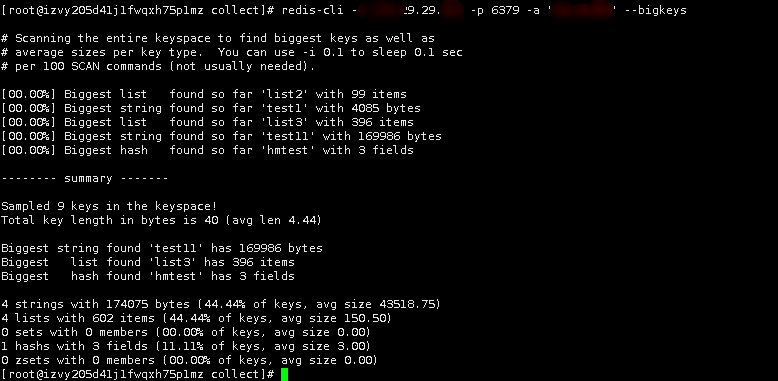 [root@izvy205d41j1fwqxh75p1mz collect]# redis-cli - 9.29. -p 6379 -a ' ' --bigkeys
# Scanning the entire keyspace to find biggest keys as well as
# average sizes per key type.  You can use -i 0.1 to sleep 0.1 sec
# per 100 SCAN commands (not usually needed).
[00.00%] Biggest list   found so far 'list2' with 99 items
[00.00%] Biggest string found so far 'test1' with 4085 bytes
[00.00%] Biggest list   found so far 'list3' with 396 items
[00.00%] Biggest string found so far 'test11' with 169986 bytes
[00.00%] Biggest hash   found so far 'hmtest' with 3 fields
-------- summary -------
Sampled 9 keys in the keyspace!
Total key length in bytes is 40 (avg len 4.44)
Biggest string found 'test11' has 169986 bytes
Biggest   list found 'list3' has 396 items
Biggest   hash found 'hmtest' has 3 fields
4 strings with 174075 bytes (44.44% of keys, avg size 43518.75)
4 lists with 602 items (44.44% of keys, avg size 150.50)
0 sets with 0 members (00.00% of keys, avg size 0.00)
1 hashs with 3 fields (11.11% of keys, avg size 3.00)
0 zsets with 0 members (00.00% of keys, avg size 0.00)
[root@izvy205d41j1fwqxh75p1mz collect]#